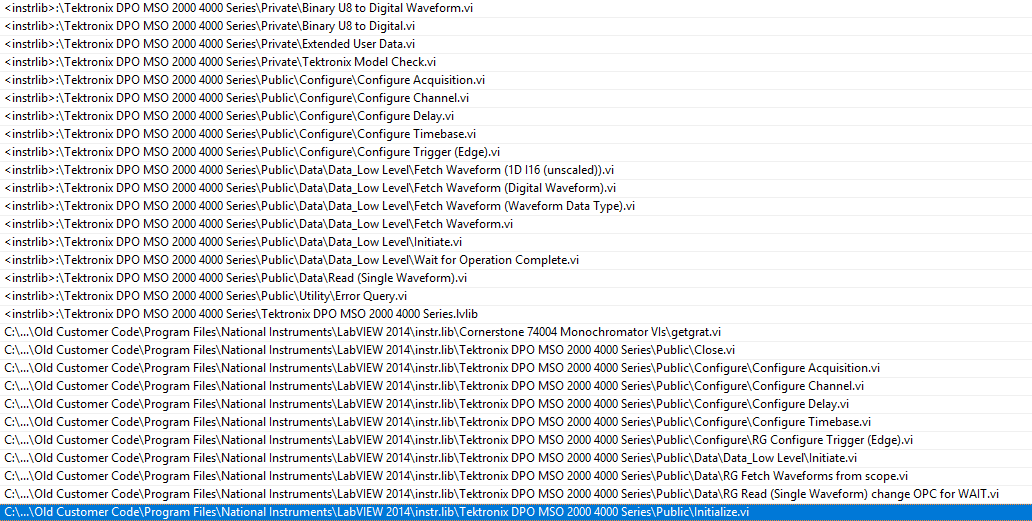 <instrlib>:\Tektronix DPO MSO 2000 4000 Series\Private\Binary U8 to Digital Waveform.vi
<instrlib>:\Tektronix DPO MSO 2000 4000 Series\Private\Binary U8 to Digital.vi
<instrlib>:\Tektronix DPO MSO 2000 4000 Series\Private\Extended User Data.vi
<instrlib>:\Tektronix DPO MSO 2000 4000 Series\Private\Tektronix Model Check.vi
<instrlib>:\Tektronix DPO MSO 2000 4000 Series\Public\Configure\Configure Acquisition.vi
<instrlib>:\Tektronix DPO MSO 2000 4000 Series\Public\Configure\Configure Channel.vi
<instrlib>:\Tektronix DPO MSO 2000 4000 Series\Public\Configure\Configure Delay.vi
<instrlib>:\Tektronix DPO MSO 2000 4000 Series\Public\Configure\Configure Timebase.vi
<instrlib>:\Tektronix DPO MSO 2000 4000 Series\Public\Configure\Configure Trigger (Edge).vi
<instrlib>:\Tektronix DPO MSO 2000 4000 Series\Public\Data\Data_Low Level\Fetch Waveform (1D I16 (unscaled)).vi
<instrlib>:\Tektronix DPO MSO 2000 4000 Series\Public\Data\Data_Low Level\Fetch Waveform (Digital Waveform).vi
<instrlib>:\Tektronix DPO MSO 2000 4000 Series\Public\Data\Data_Low Level\Fetch Waveform (Waveform Data Type).vi
<instrlib>:\Tektronix DPO MSO 2000 4000 Series\Public\Data\Data_Low Level\Fetch Waveform.vi
<instrlib>:\Tektronix DPO MSO 2000 4000 Series\Public\Data\Data_Low Level\Initiate.vi
<instrlib>:\Tektronix DPO MSO 2000 4000 Series\Public\Data\Data_Low Level\Wait for Operation Complete.vi
<instrlib>:\Tektronix DPO MSO 2000 4000 Series\Public\Data\Read (Single Waveform).vi
<instrlib>:\Tektronix DPO MSO 2000 4000 Series\Public\Utility\Error Query.vi
<instrlib>:\Tektronix DPO MSO 2000 4000 Series\Tektronix DPO MSO 2000 4000 Series.lvlib
C:\...\Old Customer Code\Program Files\National Instruments\LabVIEW 2014\instr.lib\Cornerstone 74004 Monochromator VIs\getgrat.vi
C:\...\Old Customer Code\Program Files\National Instruments\LabVIEW 2014\instr.lib\Tektronix DPO MSO 2000 4000 Series\Public\Close.vi
C:\...\Old Customer Code\Program Files\National Instruments\LabVIEW 2014\instr.lib\Tektronix DPO MSO 2000 4000 Series\Public\Configure\Configure Acquisition.vi
C:\...\Old Customer Code\Program Files\National Instruments\LabVIEW 2014\instr.lib\Tektronix DPO MSO 2000 4000 Series\Public\Configure\Configure Channel.vi
C:\...\Old Customer Code\Program Files\National Instruments\LabVIEW 2014\instr.lib\Tektronix DPO MSO 2000 4000 Series\Public\Configure\Configure Delay.vi
C:\...\Old Customer Code\Program Files\National Instruments\LabVIEW 2014\instr.lib\Tektronix DPO MSO 2000 4000 Series\Public\Configure\Configure Timebase.vi
C:\...\Old Customer Code\Program Files\National Instruments\LabVIEW 2014\instr.lib\Tektronix DPO MSO 2000 4000 Series\Public\Configure\RG Configure Trigger (Edge).vi
C:\...\Old Customer Code\Program Files\National Instruments\LabVIEW 2014\instr.lib\Tektronix DPO MSO 2000 4000 Series\Public\Data\Data_Low Level\Initiate.vi
C:\...\Old Customer Code\Program Files\National Instruments\LabVIEW 2014\instr.lib\Tektronix DPO MSO 2000 4000 Series\Public\Data\RG Fetch Waveforms from scope.vi
C:\...\Old Customer Code\Program Files\National Instruments\LabVIEW 2014\instr.lib\Tektronix DPO MSO 2000 4000 Series\Public\Data\RG Read (Single Waveform) change OPC for WAIT.vi
C:\...\Old Customer Code\Program Files\National Instruments\LabVIEW 2014\instr.lib\Tektronix DPO MSO 2000 4000 Series\Public\Initialize.vi